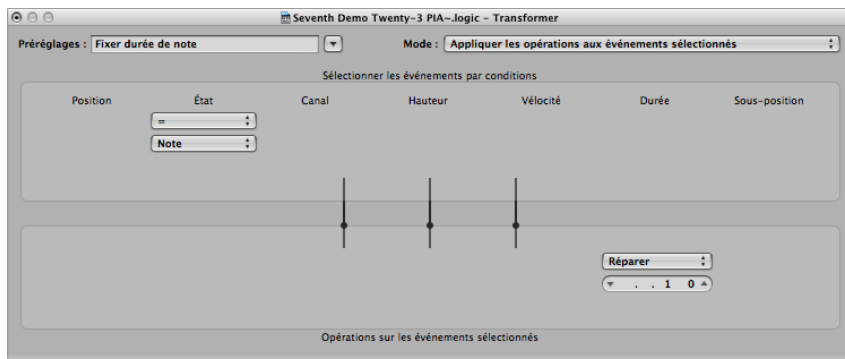 Seventh Demo Twenty-3 PIA~.logic – Transformer
Préréglages : Fixer durée de note Mode : Appliquer les opérations aux événements sélectionnés
Sélectionner les événements par conditions
Position État Canal Hauteur Vélocité Durée Sous-position
=
Note
Réparer
. . 1 0
Opérations sur les événements sélectionnés